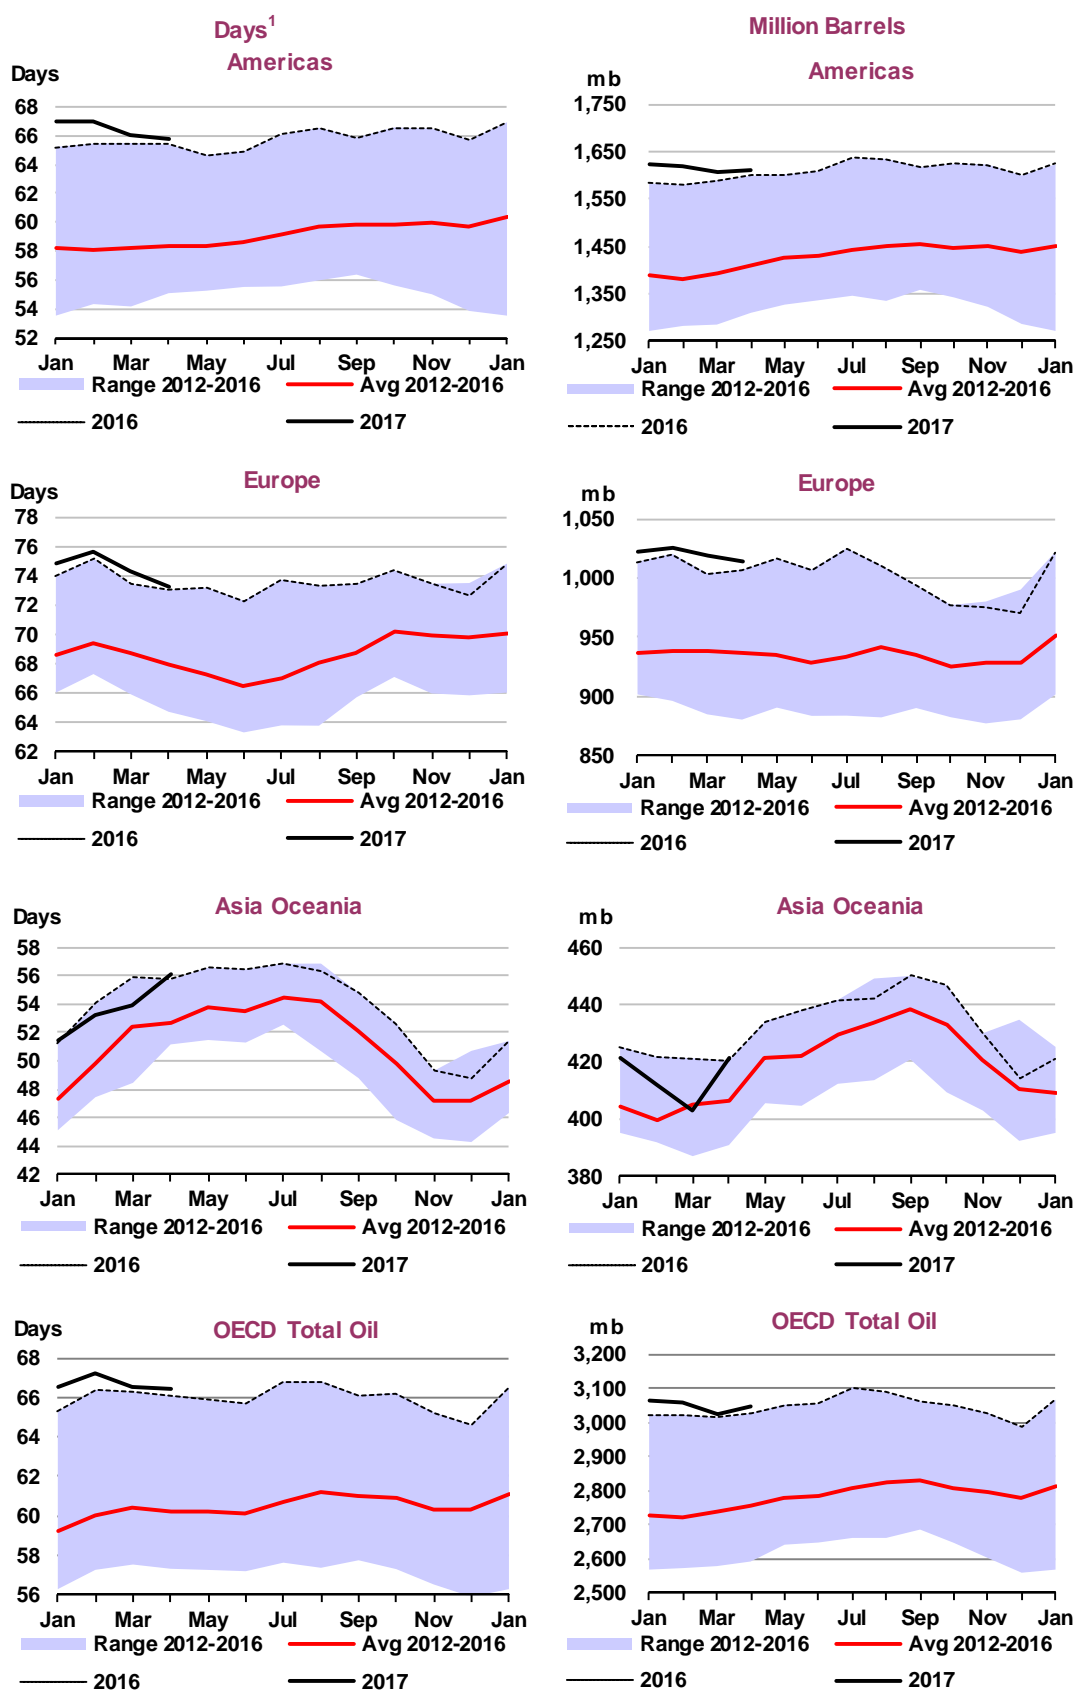 Days¹
Million Barrels
Americas
Days
68
66
64
62
60
58
56
54
52
Jan Mar May Jul Sep Nov Jan
Range 2012-2016 Avg 2012-2016
2016 2017
Americas
mb
1,750
1,650
1,550
1,450
1,350
1,250
Jan Mar May Jul Sep Nov Jan
Range 2012-2016 Avg 2012-2016
2016 2017
Europe
Days
78
76
74
72
70
68
66
64
62
Jan Mar May Jul Sep Nov Jan
Range 2012-2016 Avg 2012-2016
2016 2017
Europe
mb
1,050
1,000
950
900
850
Jan Mar May Jul Sep Nov Jan
Range 2012-2016 Avg 2012-2016
2016 2017
Asia Oceania
Days
58
56
54
52
50
48
46
44
42
Jan Mar May Jul Sep Nov Jan
Range 2012-2016 Avg 2012-2016
2016 2017
Asia Oceania
mb
460
440
420
400
380
Jan Mar May Jul Sep Nov Jan
Range 2012-2016 Avg 2012-2016
2016 2017
OECD Total Oil
Days
68
66
64
62
60
58
56
Jan Mar May Jul Sep Nov Jan
Range 2012-2016 Avg 2012-2016
2016 2017
OECD Total Oil
mb
3,200
3,100
3,000
2,900
2,800
2,700
2,600
2,500
Jan Mar May Jul Sep Nov Jan
Range 2012-2016 Avg 2012-2016
2016 2017